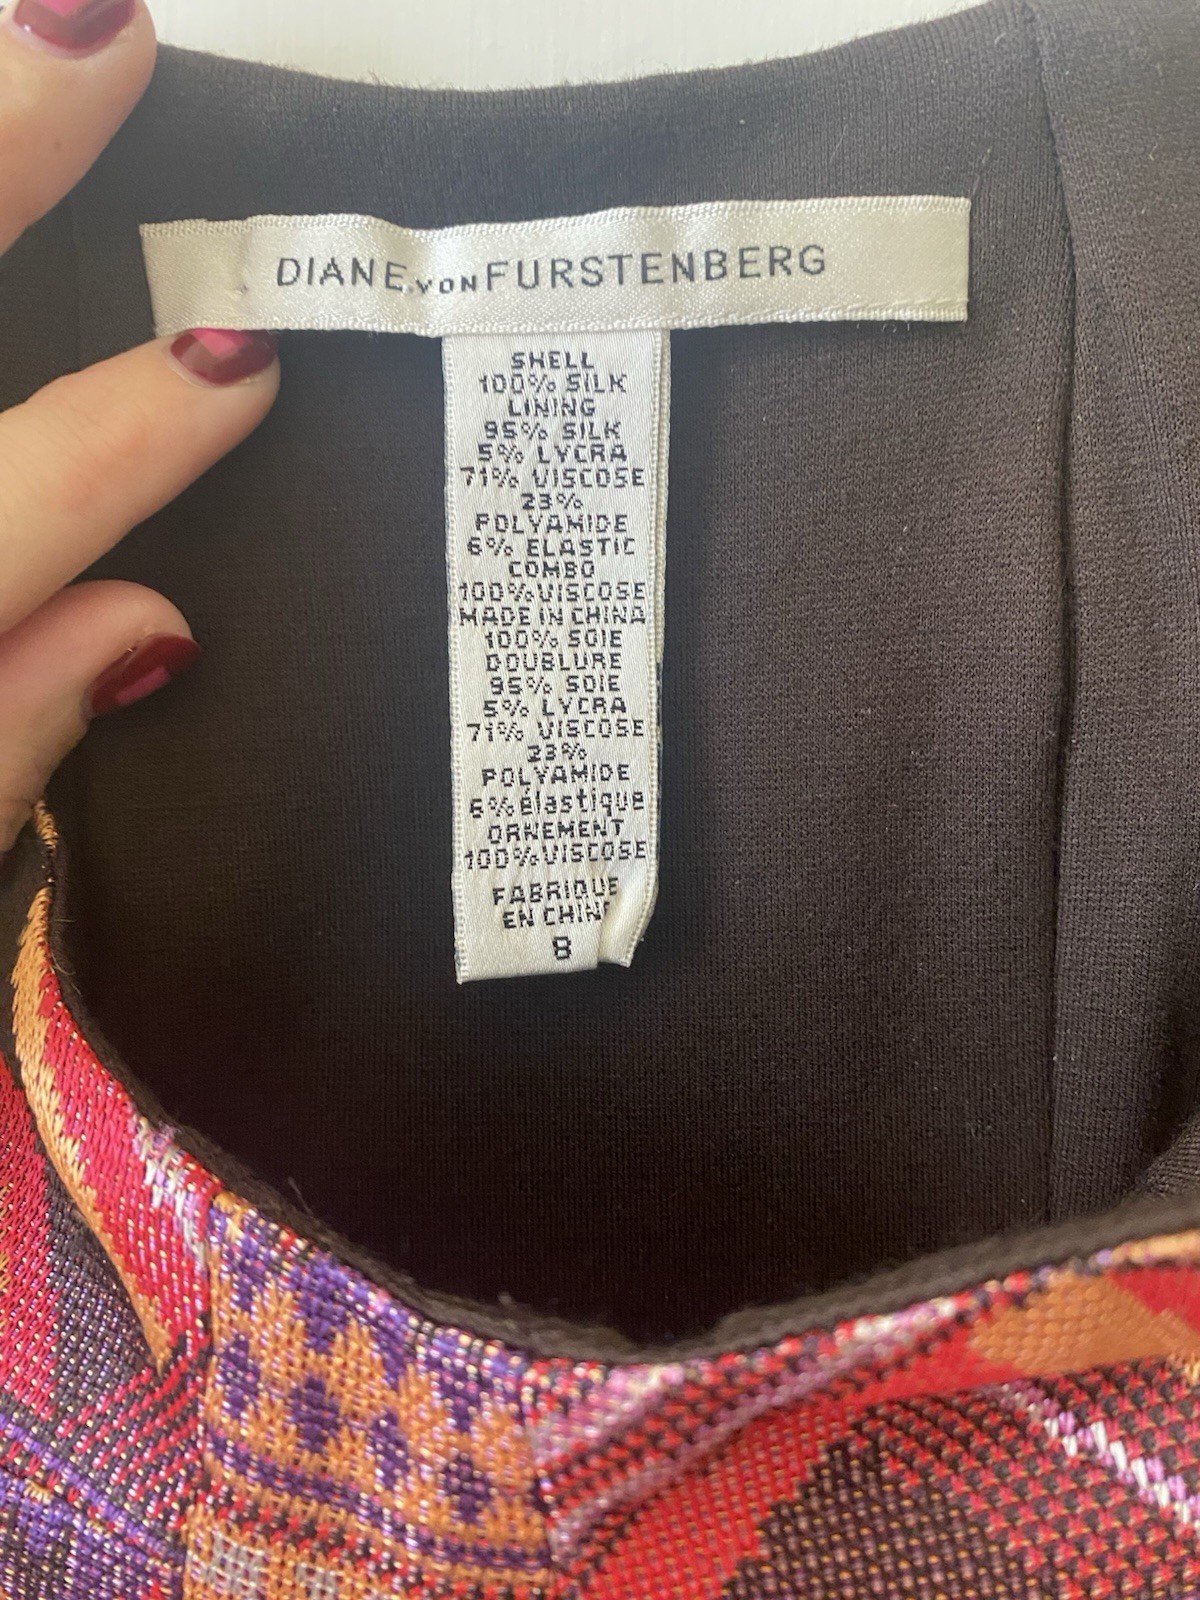 DIANE VON FURSTENBERG
SHELL
100% SILK
LINING
95% SILK
5% LYCRA
71% VISCOSE
23%
POLYAMIDE
6% ELASTIC
COMBO
100% VISCOSE
MADE IN CHINA
100% SOIE
DOUBLURE
95% SOIE
5% LYCRA
71% VISCOSE
23%
POLYAMIDE
6% élastique
ORNEMENT
100% VISCOSE
FABRIQUE
EN CHINE
8